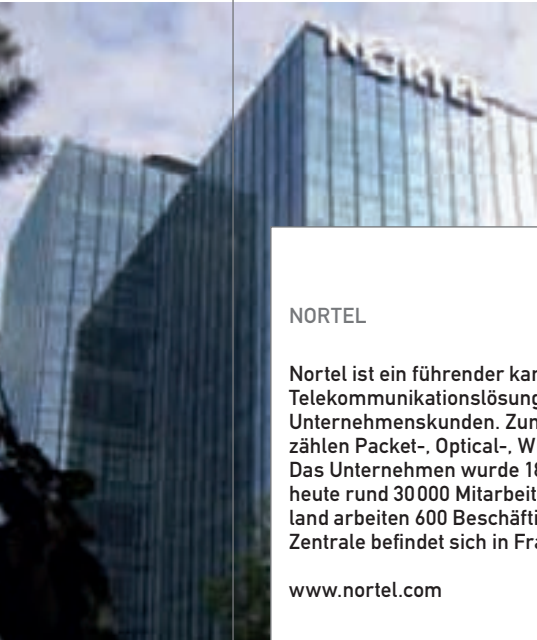 NORTEL
NORTEL
Nortel ist ein führender
Unternehmenskunden.
zählen Packet-, Optical-,
Das Unternehmen wurde
heute rund 30000
land arbeiten 600
Zentrale befindet sich in
www.nortel.com